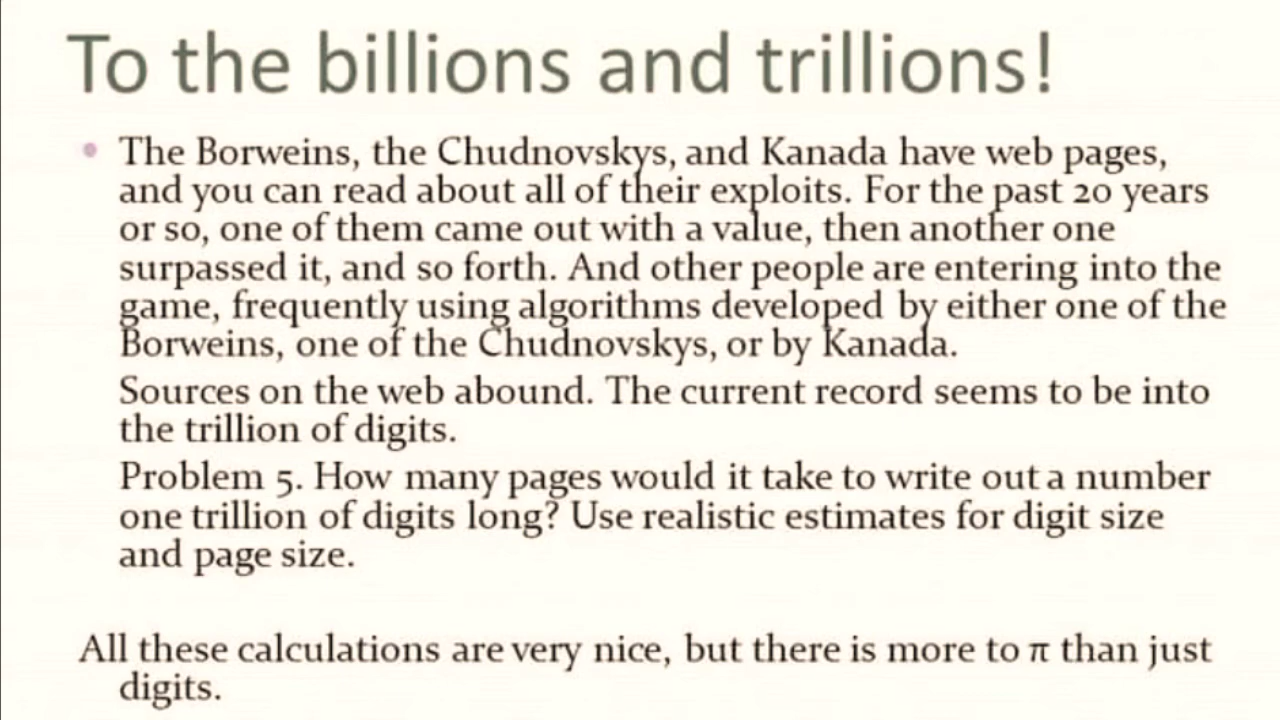 To the billions and trillions!
• The Borweins, the Chudnovskys, and Kanada have web pages,
and you can read about all of their exploits. For the past 20 years
or so, one of them came out with a value, then another one
surpassed it, and so forth. And other people are entering into the
game, frequently using algorithms developed by either one of the
Borweins, one of the Chudnovskys, or by Kanada.
Sources on the web abound. The current record seems to be into
the trillion of digits.
Problem 5. How many pages would it take to write out a number
one trillion of digits long? Use realistic estimates for digit size
and page size.
All these calculations are very nice, but there is more to π than just
digits.